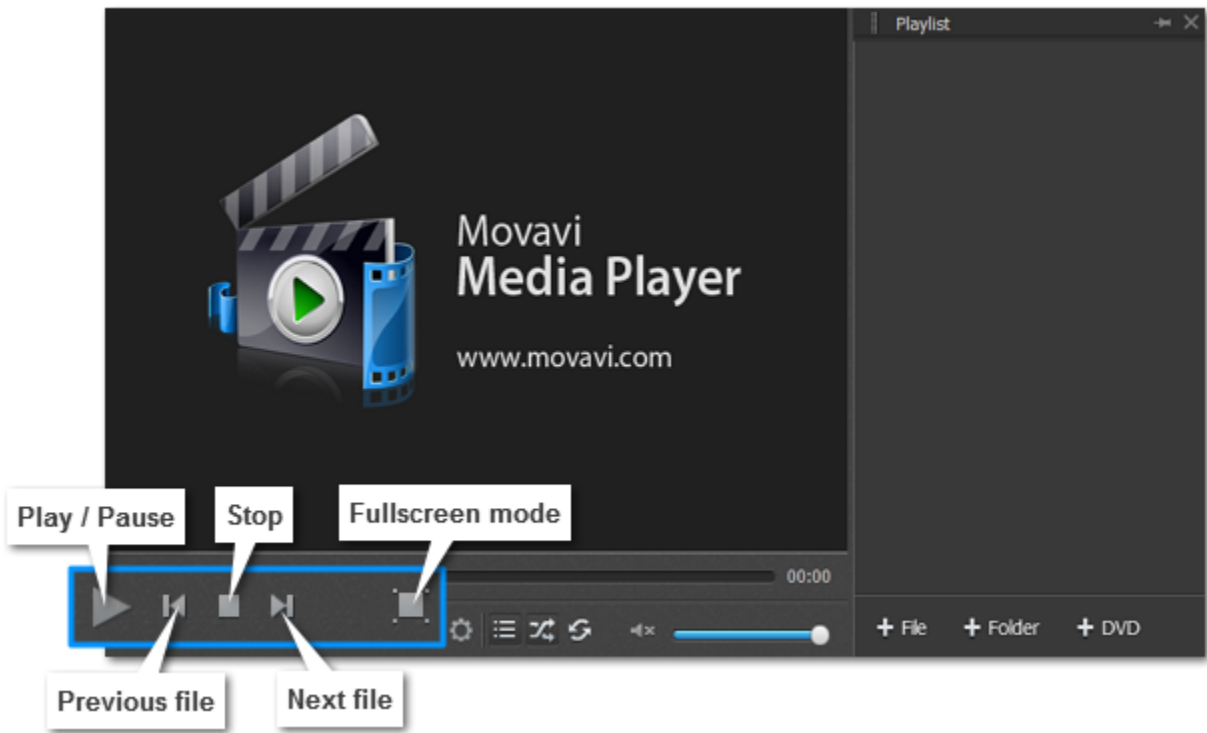 Playlist
Movavi
Media Player
www.movavi.com
Play / Pause
Stop
Fullscreen mode
00:00
+ File + Folder + DVD
Previous file
Next file